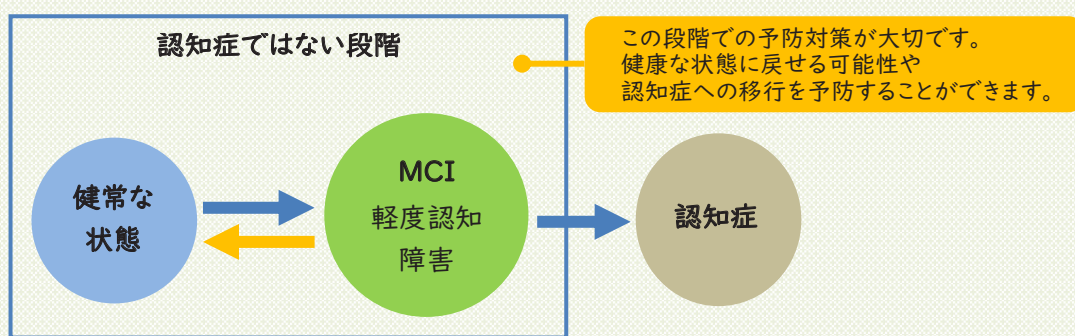 認知症ではない段階
この段階での予防対策が大切です。
健康な状態に戻せる可能性や
認知症への移行を予防することができます。
健常な
状態
MCI
軽度認知
障害
認知症